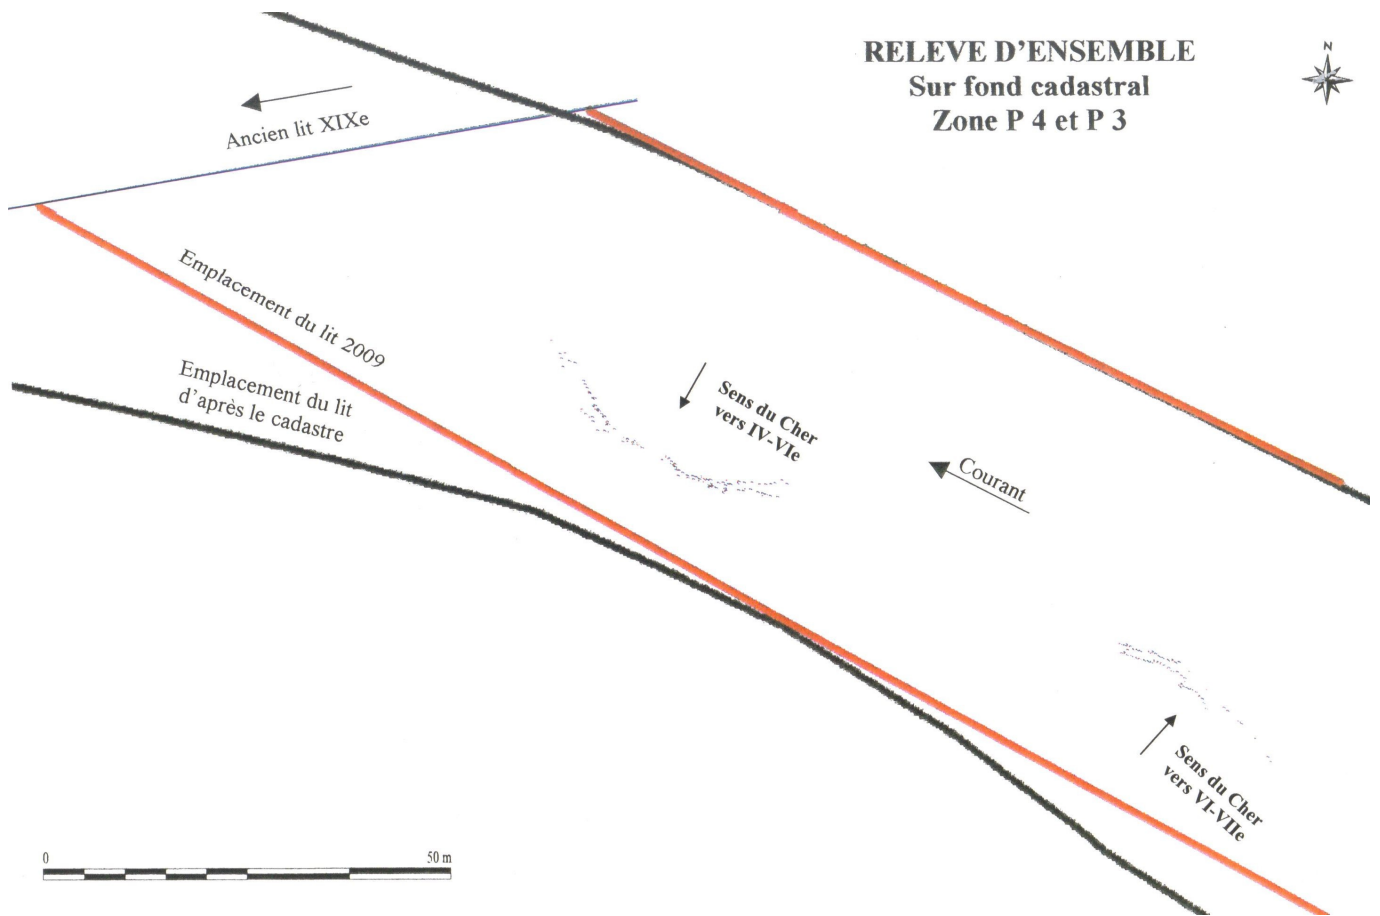 RELEVE D'ENSEMBLE
Sur fond cadastral
Zone P 4 et P 3
N
Ancien lit XIXe
Emplacement du lit 2009
Emplacement du lit
d'après le cadastre
Sens du Cher
vers IV-VIe
Courant
Sens du Cher
vers VI-VIIe
0
50 m